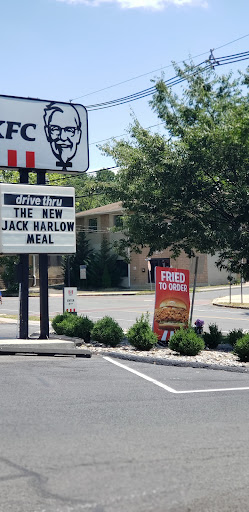 KFC
drive thru
THE NEW
JACK HARLOW
MEAL
FRIED
TO ORDER